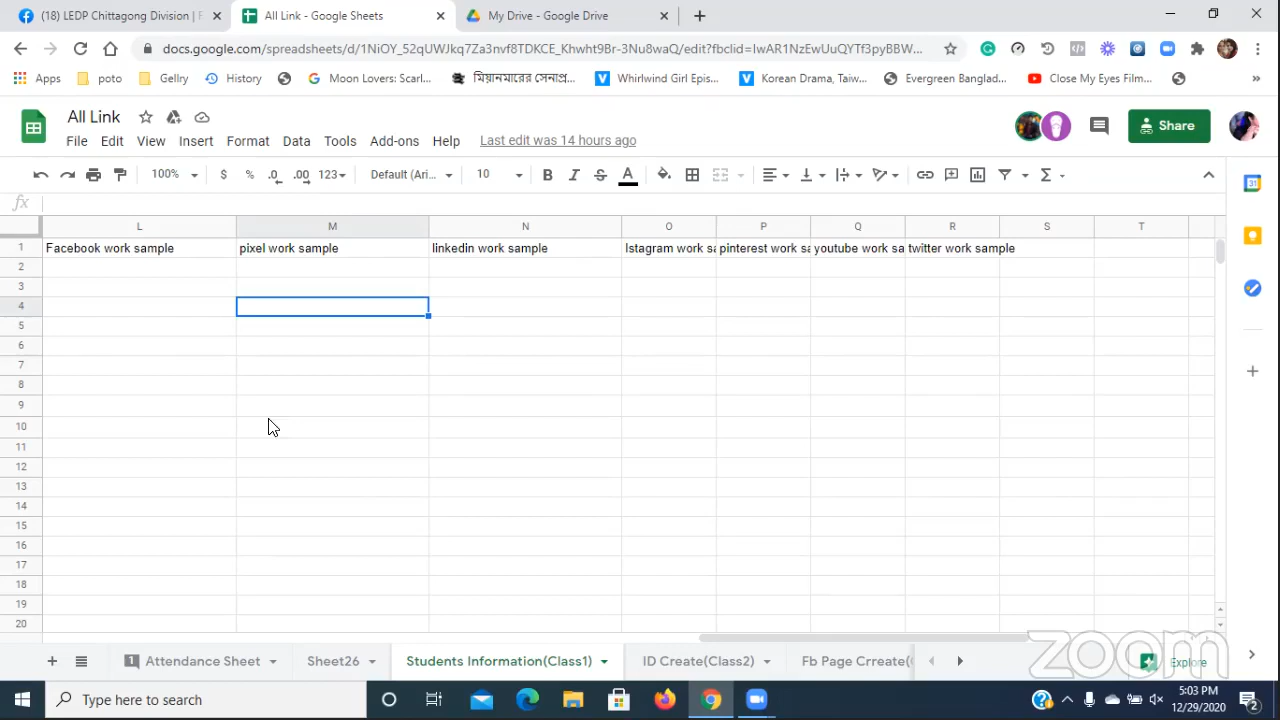 (18) LEDP Chittagong Division | F
All Link - Google Sheets
My Drive - Google Drive
docs.google.com/spreadsheets/d/1NiOY_52qUWJkq7Za3nvf8TDKCE_Khwht9Br-3Nu8waQ/edit?fbclid=IwAR1NzEwUuQYTf3pyBBW...
Apps
poto
Gellry
History
Moon Lovers: Scarl...
মিয়ানমারের সেনাপ্র...
Whirlwind Girl Epis...
Korean Drama, Taiw...
Evergreen Banglad...
Close My Eyes Film...
»
All Link
File Edit View Insert Format Data Tools Add-ons Help Last edit was 14 hours ago
Share
100% $ % .0 .00 123 Default (Ari... 10 B I S A Σ
fx
L M N O P Q R S T
1 Facebook work sample pixel work sample linkedin work sample Istagram work sa pinterest work sa youtube work sa twitter work sample
2
3
4
5
6
7
8
9
10
11
12
13
14
15
16
17
18
19
20
31
1 Attendance Sheet Sheet26 Students Information(Class1) ID Create(Class2) Fb Page Crreate(
Explore
zoom
Type here to search
5:03 PM
12/29/2020
2